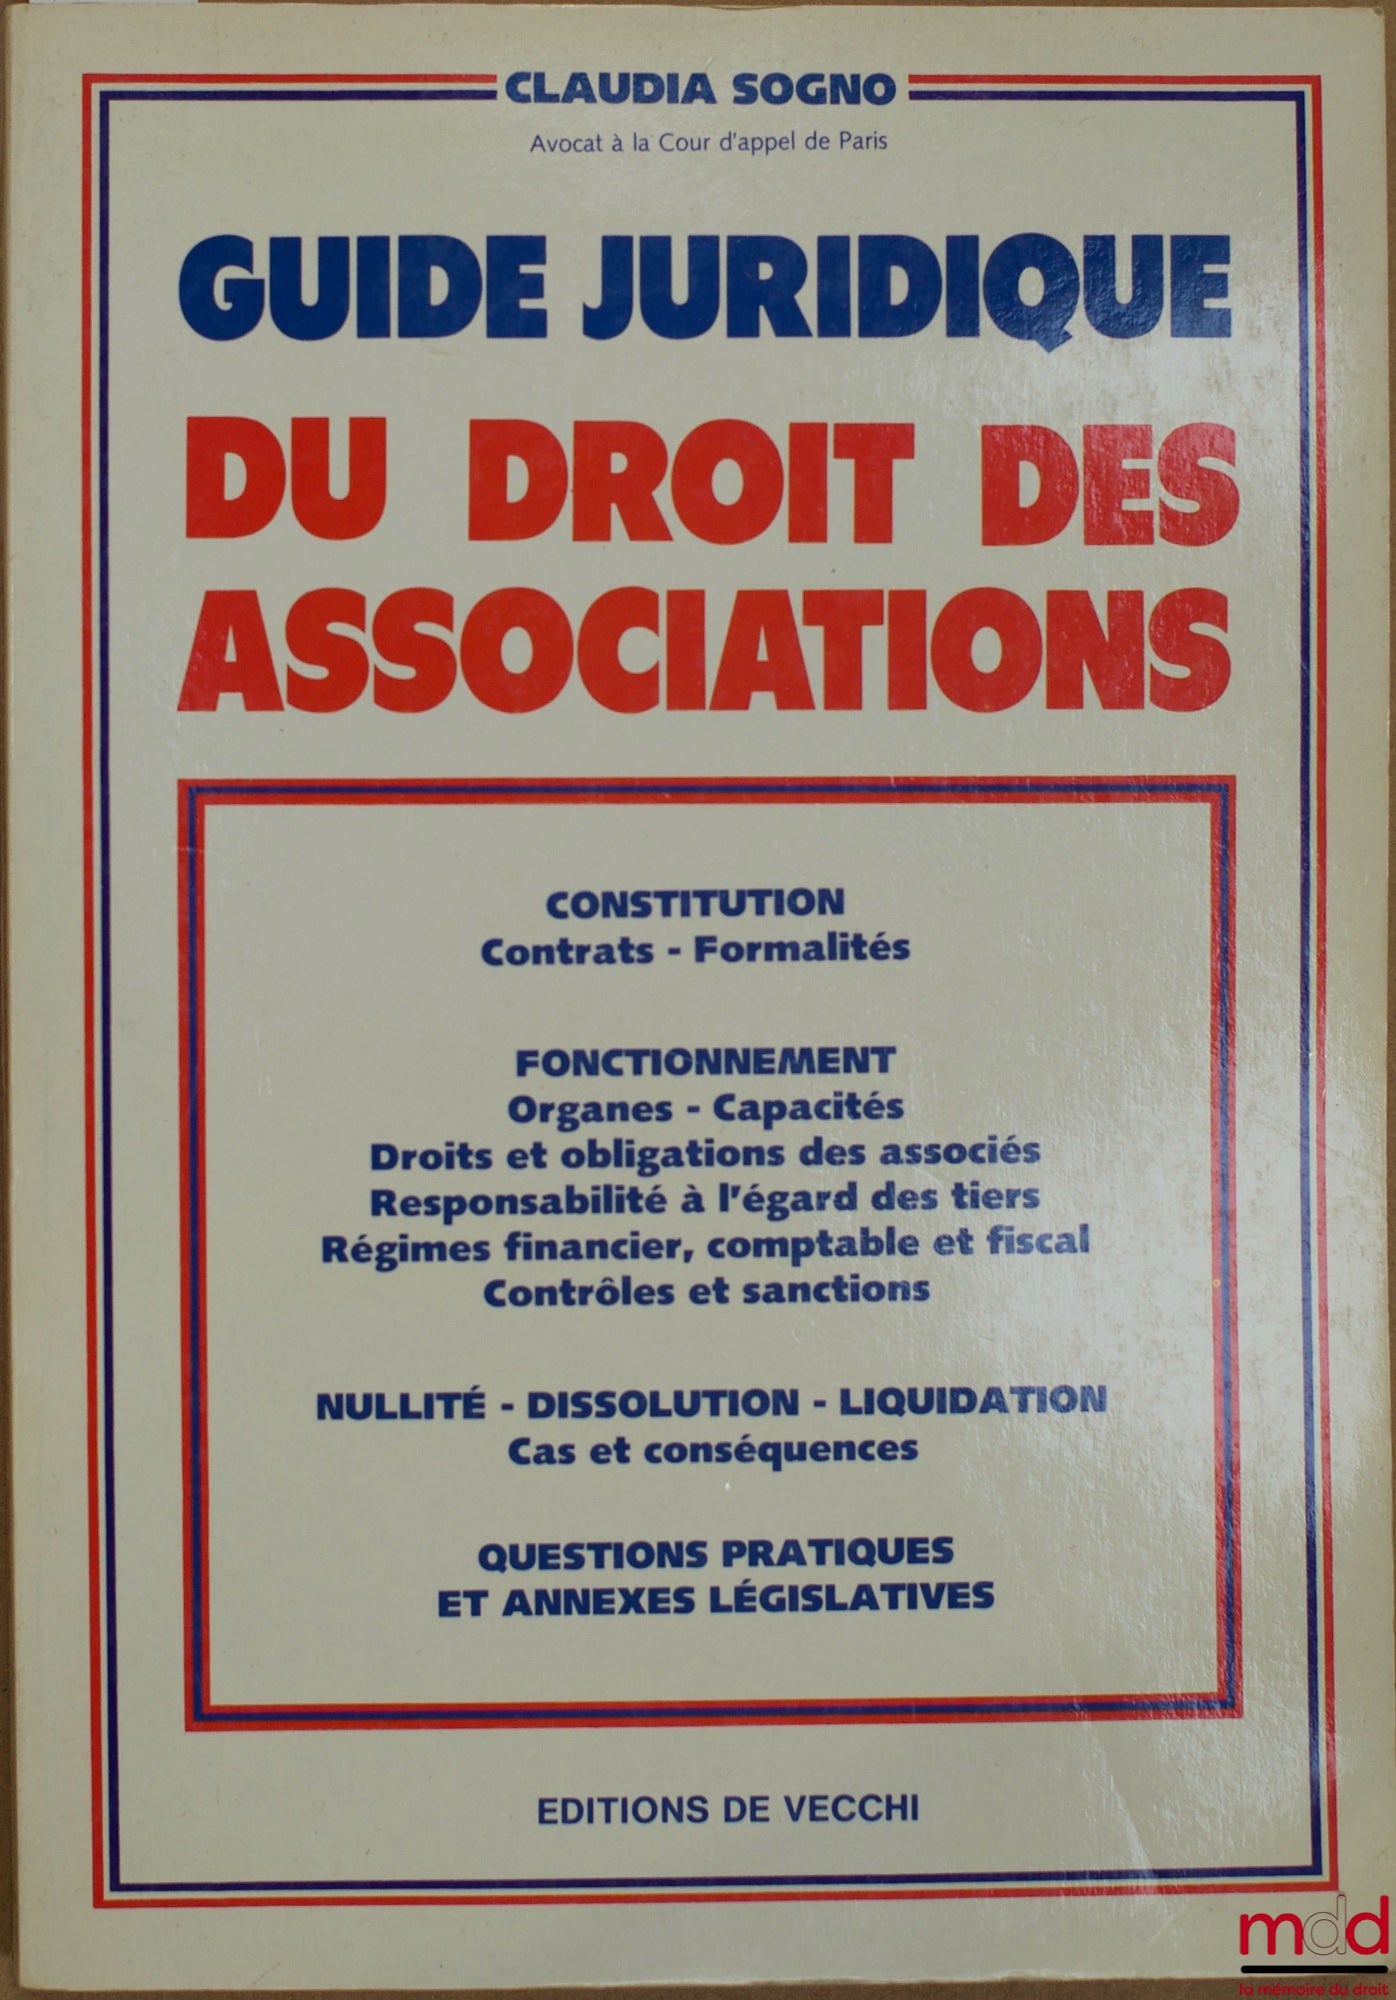 CLAUDIA SOGNO
Avocat à la Cour d'appel de Paris
GUIDE JURIDIQUE
DU DROIT DES
ASSOCIATIONS
CONSTITUTION
Contrats - Formalités
FONCTIONNEMENT
Organes - Capacités
Droits et obligations des associés
Responsabilité à l'égard des tiers
Régimes financier, comptable et fiscal
Contrôles et sanctions
NULLITÉ - DISSOLUTION - LIQUIDATION
Cas et conséquences
QUESTIONS PRATIQUES
ET ANNEXES LÉGISLATIVES
EDITIONS DE VECCHI
mdd
la mémoire du droit